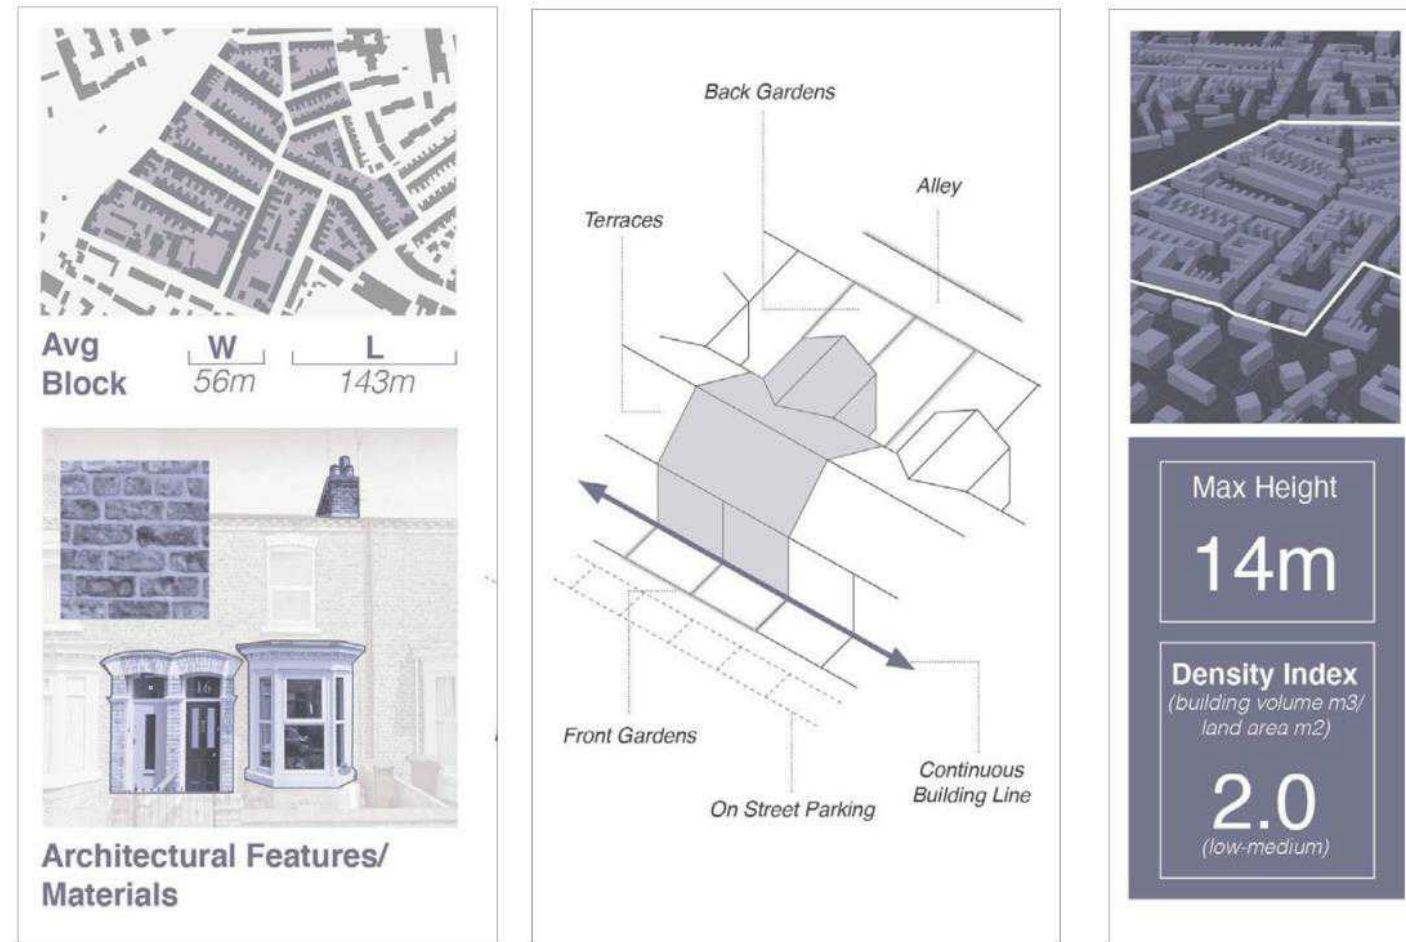 Avg
Block
W
56m
L
143m
16
Architectural Features/
Materials
Back Gardens
Alley
Terraces
Front Gardens
On Street Parking
Continuous
Building Line
Max Height
14m
Density Index
(building volume m3/
land area m2)
2.0
(low-medium)